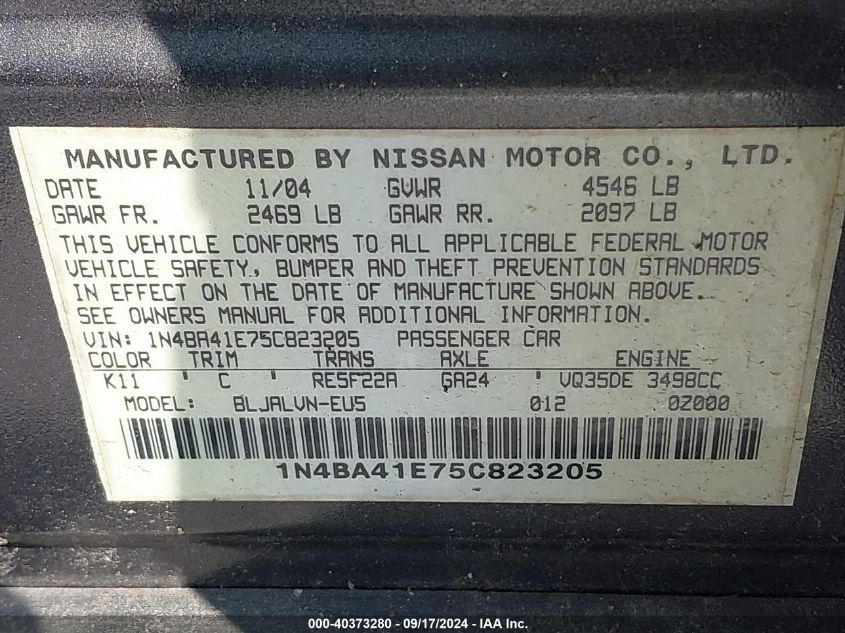 MANUFACTURED BY NISSAN MOTOR CO., LTD.
DATE 11/04 GVWR 4546 LB
GAWR FR. 2469 LB GAWR RR. 2097 LB
THIS VEHICLE CONFORMS TO ALL APPLICABLE FEDERAL MOTOR
VEHICLE SAFETY, BUMPER AND THEFT PREVENTION STANDARDS
IN EFFECT ON THE DATE OF MANUFACTURE SHOWN ABOVE.
SEE OWNERS MANUAL FOR ADDITIONAL INFORMATION.
VIN: 1N4BA41E75C823205 PASSENGER CAR
COLOR TRIM TRANS AXLE ENGINE
K11 ' C ' RE5F22A GA24 VQ35DE 3498CC
MODEL: BLJALVN-EU5 012 0Z000
1N4BA41E75C823205
000-40373280 - 09/17/2024 - IAA Inc.